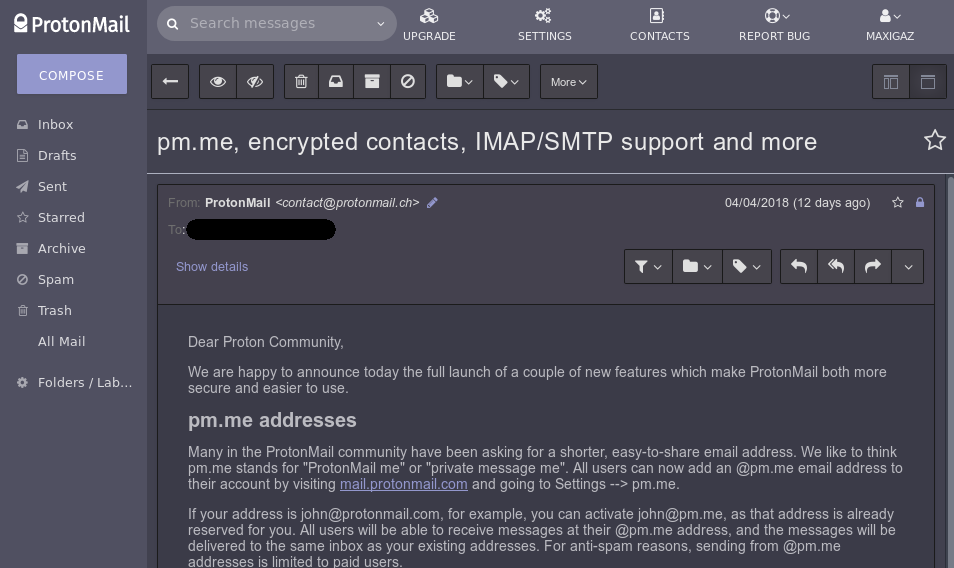 ProtonMail
Search messages
UPGRADE
SETTINGS
CONTACTS
REPORT BUG
MAXIGAZ
COMPOSE
Inbox
Drafts
Sent
Starred
Archive
Spam
Trash
All Mail
Folders / Lab...
More
pm.me, encrypted contacts, IMAP/SMTP support and more
From: ProtonMail <contact@protonmail.ch>
04/04/2018 (12 days ago)
To:
Show details
Dear Proton Community,
We are happy to announce today the full launch of a couple of new features which make ProtonMail both more
secure and easier to use.
pm.me addresses
Many in the ProtonMail community have been asking for a shorter, easy-to-share email address. We like to think
pm.me stands for "ProtonMail me" or "private message me". All users can now add an @pm.me email address to
their account by visiting mail.protonmail.com and going to Settings --> pm.me.
If your address is john@protonmail.com, for example, you can activate john@pm.me, as that address is already
reserved for you. All users will be able to receive messages at their @pm.me address, and the messages will be
delivered to the same inbox as your existing addresses. For anti-spam reasons, sending from @pm.me
addresses is limited to paid users.